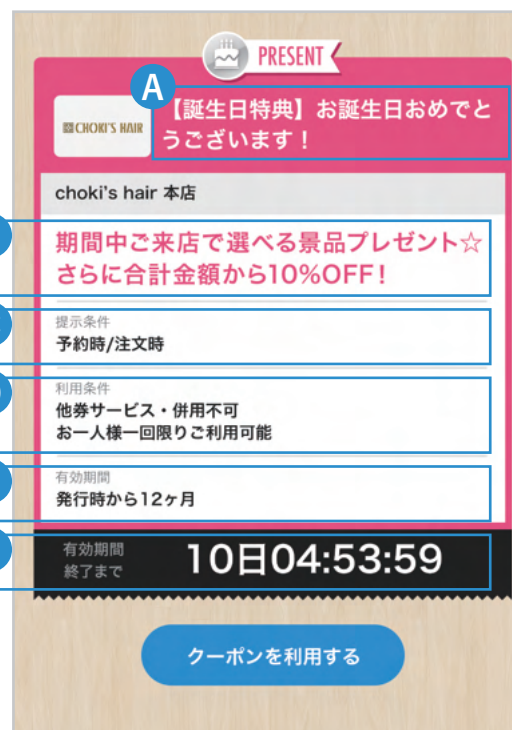 PRESENT
A
【誕生日特典】お誕生日おめでと
うございます！
CHOKI'S HAIR
choki's hair 本店
期間中ご来店で選べる景品プレゼント☆
さらに合計金額から10%OFF！
提示条件
予約時/注文時
利用条件
他券サービス・併用不可
お一人様一回限りご利用可能
有効期間
発行時から12ヶ月
有効期間
終了まで
10日04:53:59
クーポンを利用する